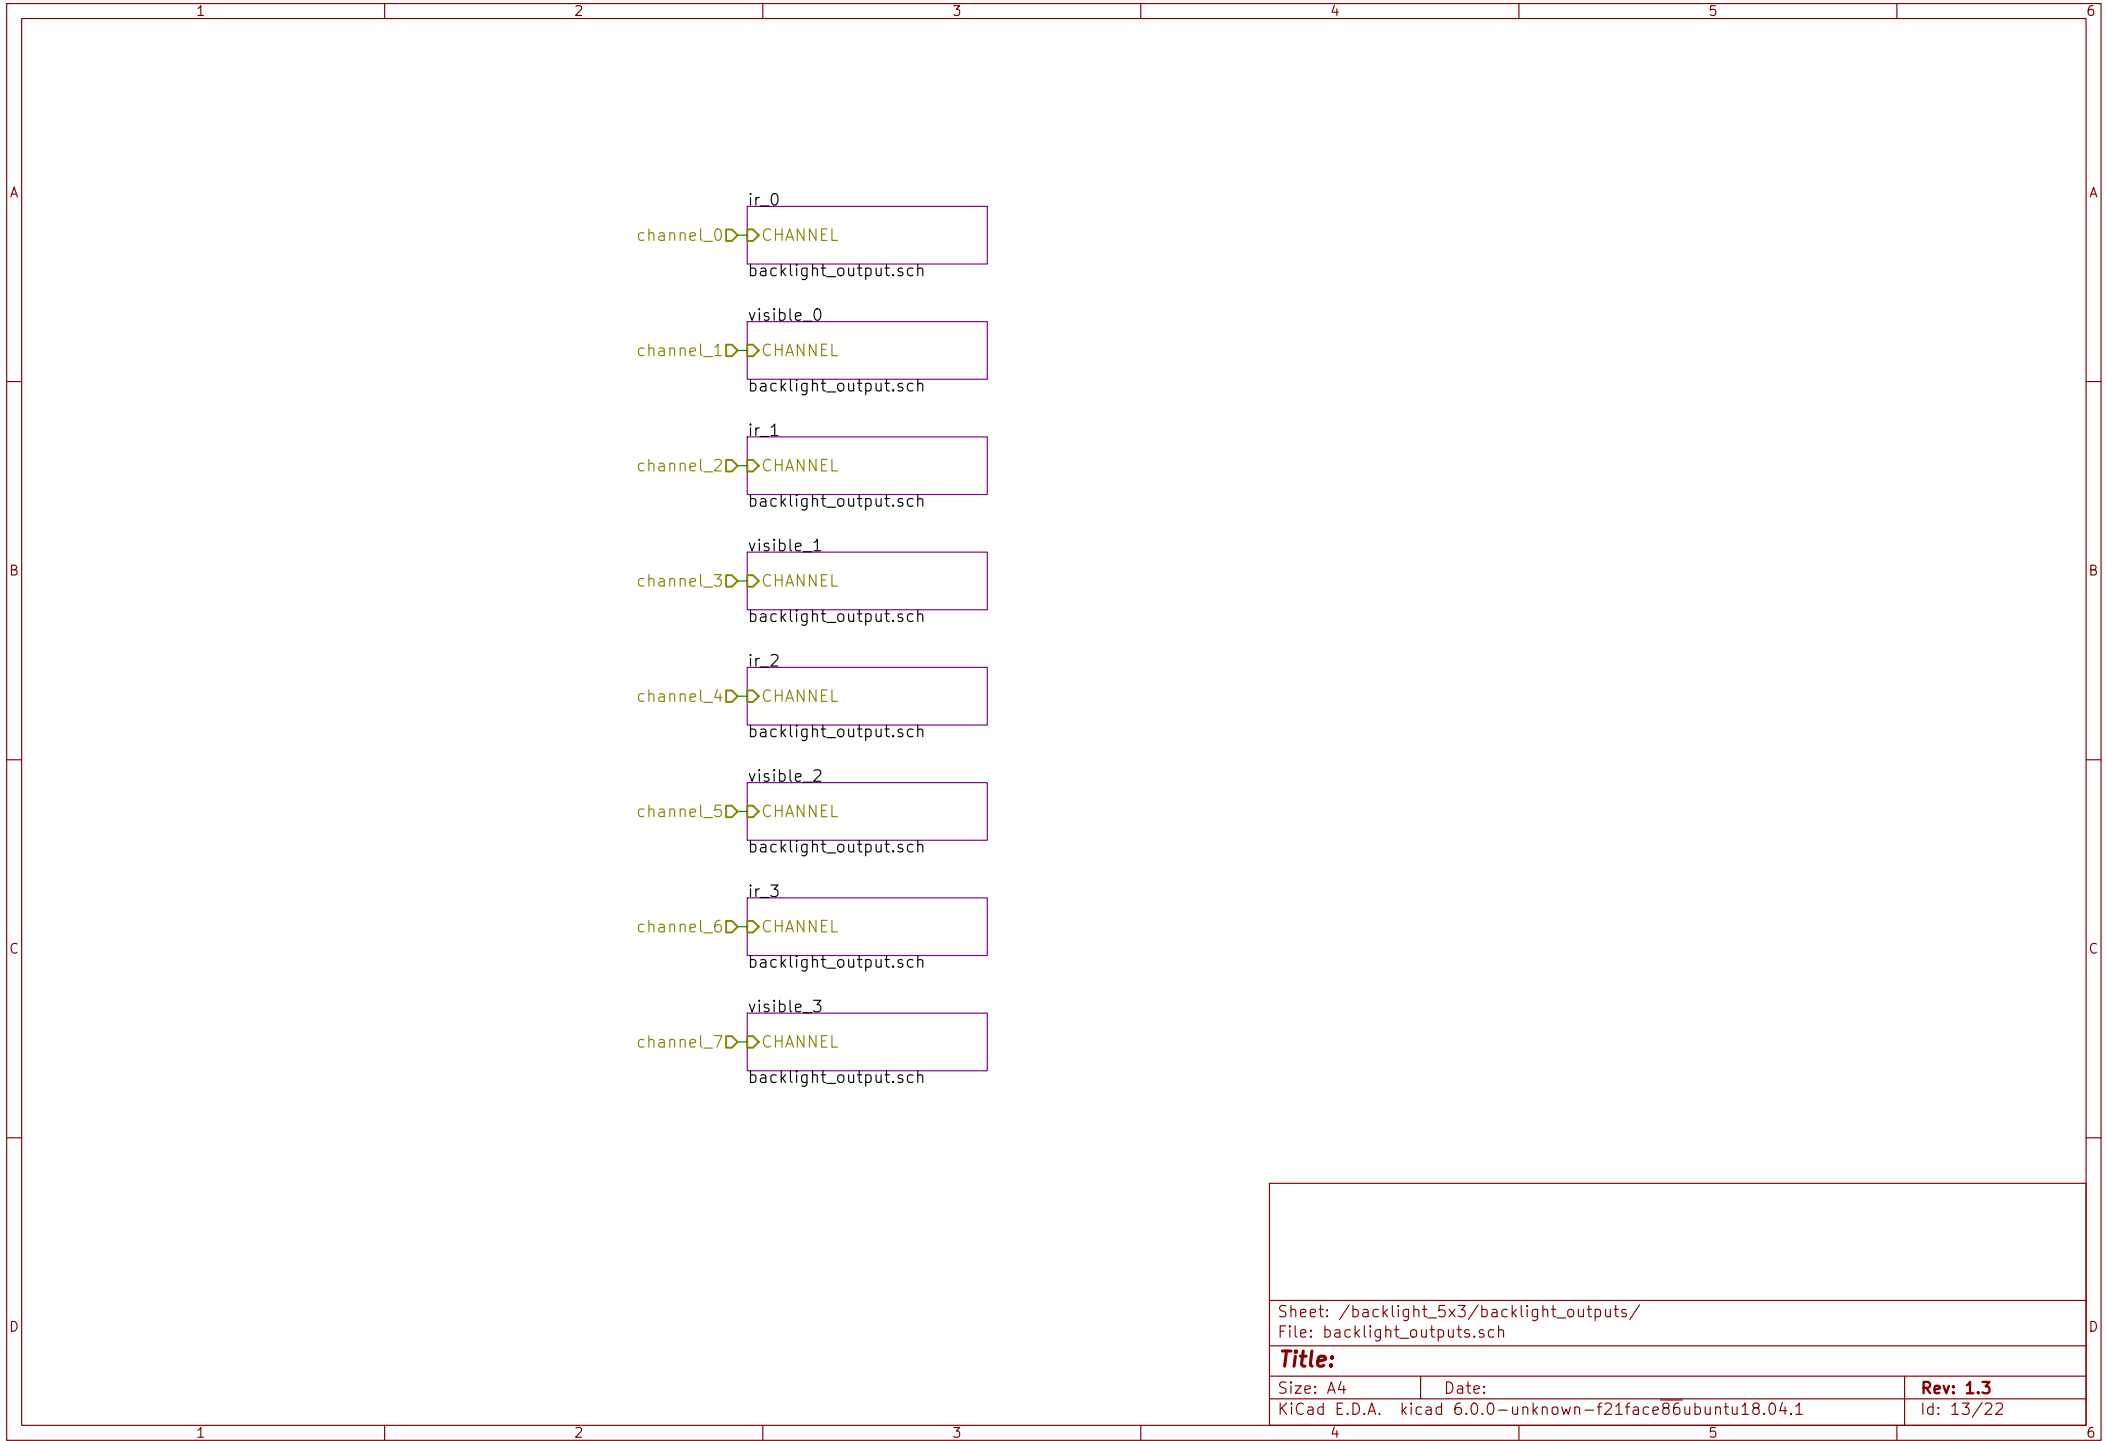 1 2 3 4 5 6
A A
ir_0
channel_0 CHANNEL
backlight_output.sch
visible_0
channel_1 CHANNEL
backlight_output.sch
ir_1
channel_2 CHANNEL
backlight_output.sch
visible_1
B B
channel_3 CHANNEL
backlight_output.sch
ir_2
channel_4 CHANNEL
backlight_output.sch
visible_2
channel_5 CHANNEL
backlight_output.sch
ir_3
channel_6 CHANNEL
C C
backlight_output.sch
visible_3
channel_7 CHANNEL
backlight_output.sch
Sheet: /backlight_5x3/backlight_outputs/
File: backlight_outputs.sch
D D
Title:
Size: A4 Date: Rev: 1.3
KiCad E.D.A. kicad 6.0.0-unknown-f21face86ubuntu18.04.1 Id: 13/22
1 2 3 4 5 6